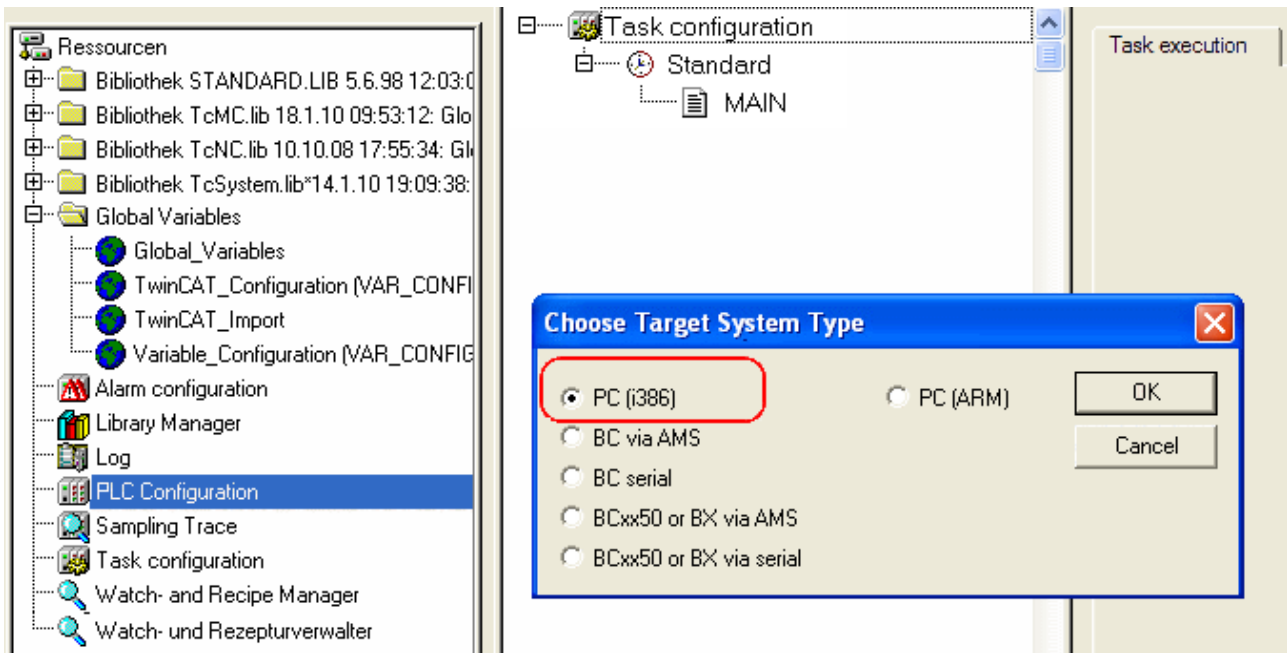 Ressourcen
Bibliothek STANDARD.LIB 5.6.98 12:03:0
Bibliothek TcMC.lib 18.1.10 09:53:12: Glo
Bibliothek TcNC.lib 10.10.08 17:55:34: Gl
Bibliothek TcSystem.lib*14.1.10 19:09:38:
Global Variables
Global_Variables
TwinCAT_Configuration (VAR_CONFI
TwinCAT_Import
Variable_Configuration (VAR_CONFIG
Alarm configuration
Library Manager
Log
PLC Configuration
Sampling Trace
Task configuration
Watch- and Recipe Manager
Watch- und Rezepturverwalter
Task configuration
Standard
MAIN
Task execution
Choose Target System Type
PC (i386)
PC (ARM)
BC via AMS
BC serial
BCxx50 or BX via AMS
BCxx50 or BX via serial
OK
Cancel